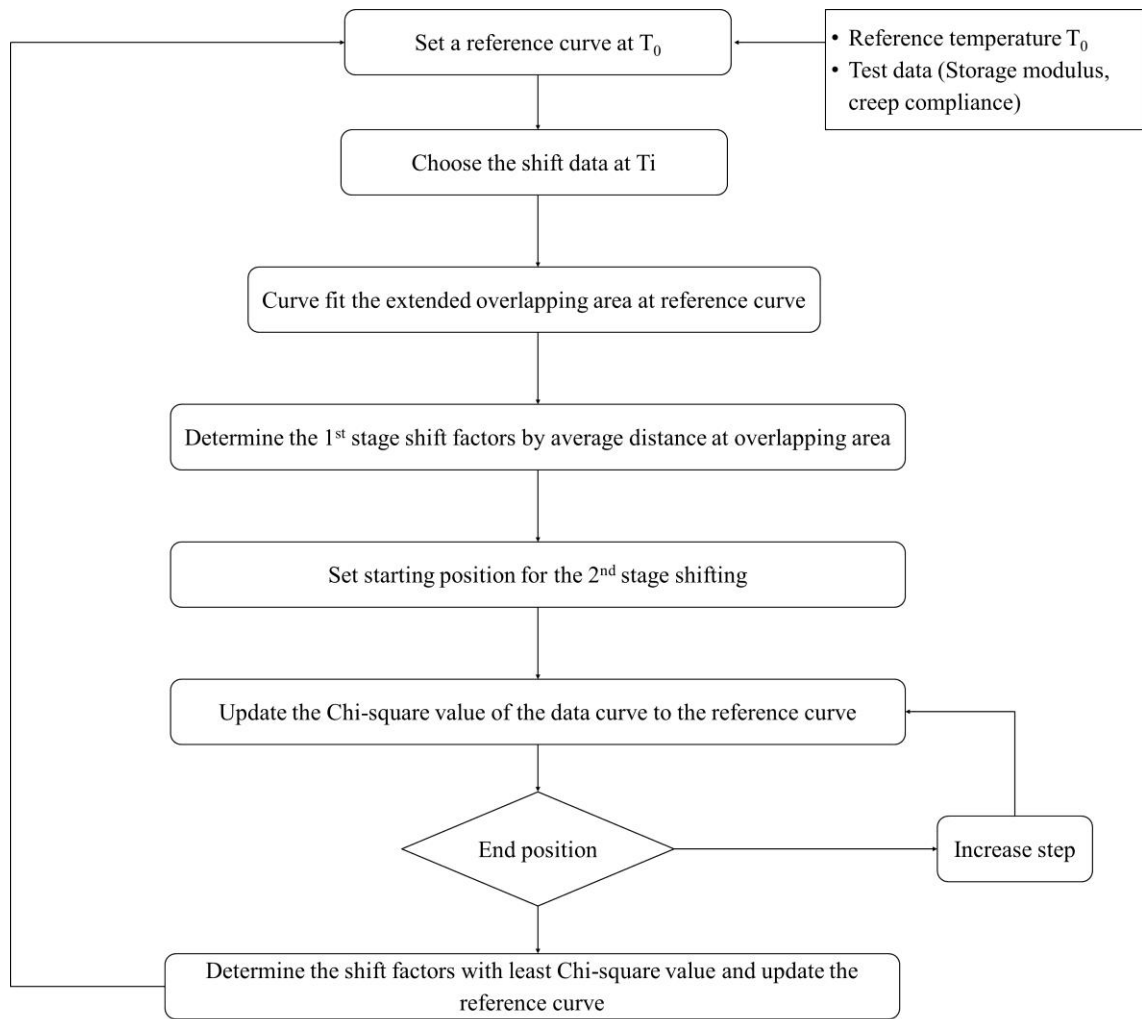 Set a reference curve at T₀
• Reference temperature T₀
• Test data (Storage modulus,
creep compliance)
Choose the shift data at Ti
Curve fit the extended overlapping area at reference curve
Determine the 1ˢᵗ stage shift factors by average distance at overlapping area
Set starting position for the 2ⁿᵈ stage shifting
Update the Chi-square value of the data curve to the reference curve
End position
Increase step
Determine the shift factors with least Chi-square value and update the
reference curve